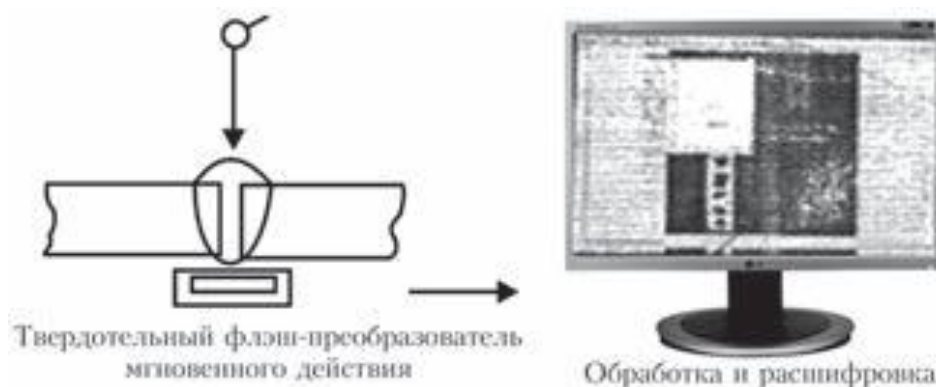 Твердотельный флэш-преобразователь
мгновенного действия
Обработка и расшифровка